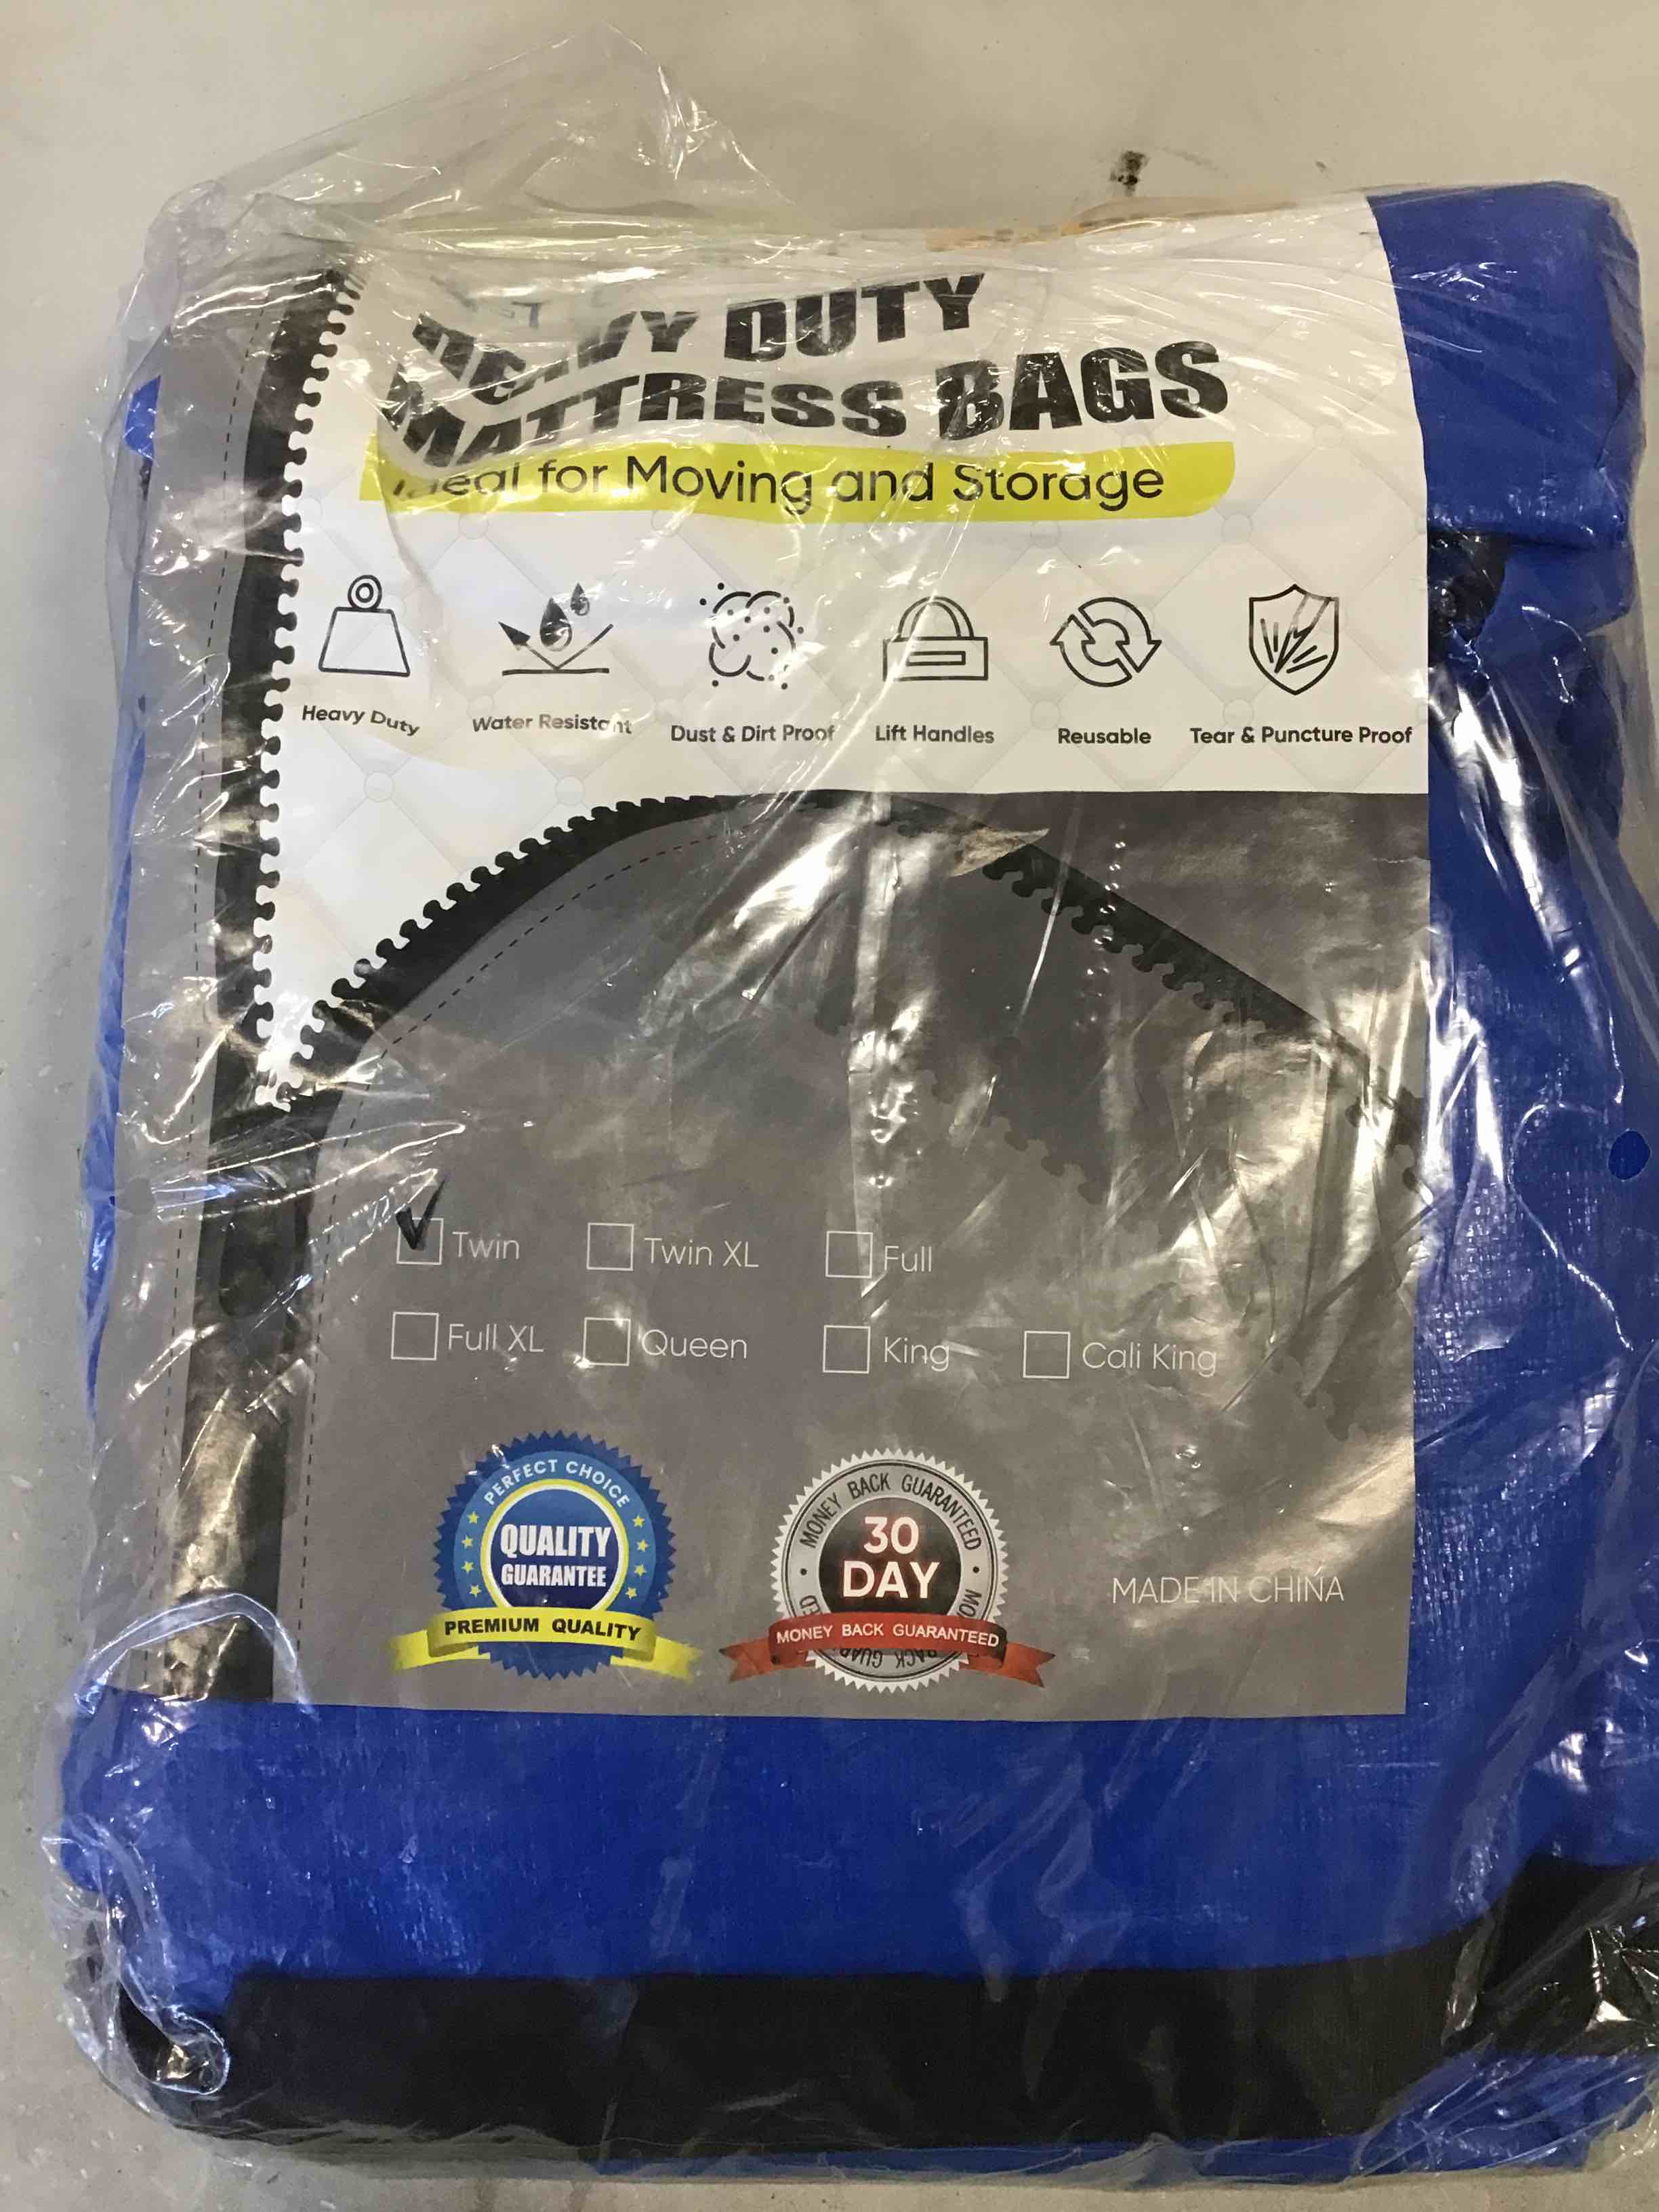 HEAVY DUTY
MATTRESS BAGS
Ideal for Moving and Storage
Heavy Duty
Water Resistant
Dust & Dirt Proof
Lift Handles
Reusable
Tear & Puncture Proof
Twin
Twin XL
Full
Full XL
Queen
King
Cali King
PERFECT CHOICE
QUALITY
GUARANTEE
PREMIUM QUALITY
MONEY BACK GUARANTEED
30
DAY
MONEY BACK GUARANTEED
MADE IN CHINA